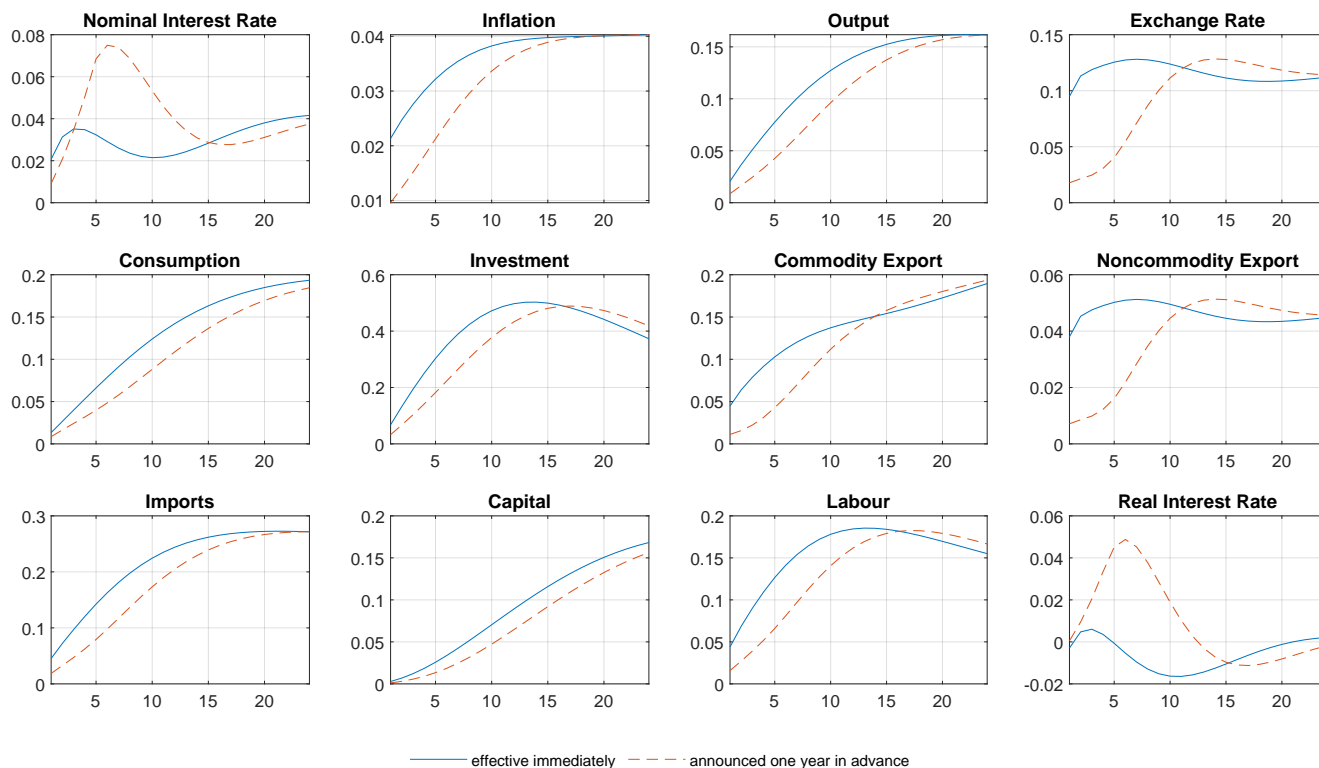 Nominal Interest Rate
0.08
0.06
0.04
0.02
0
5 10 15 20
Inflation
0.04
0.03
0.02
0.01
5 10 15 20
Output
0.15
0.1
0.05
0
5 10 15 20
Exchange Rate
0.15
0.1
0.05
0
5 10 15 20
Consumption
0.2
0.15
0.1
0.05
0
5 10 15 20
Investment
0.6
0.4
0.2
0
5 10 15 20
Commodity Export
0.2
0.15
0.1
0.05
0
5 10 15 20
Noncommodity Export
0.06
0.04
0.02
0
5 10 15 20
Imports
0.3
0.2
0.1
0
5 10 15 20
Capital
0.2
0.15
0.1
0.05
0
5 10 15 20
Labour
0.2
0.15
0.1
0.05
0
5 10 15 20
Real Interest Rate
0.06
0.04
0.02
0
-0.02
5 10 15 20
effective immediately announced one year in advance